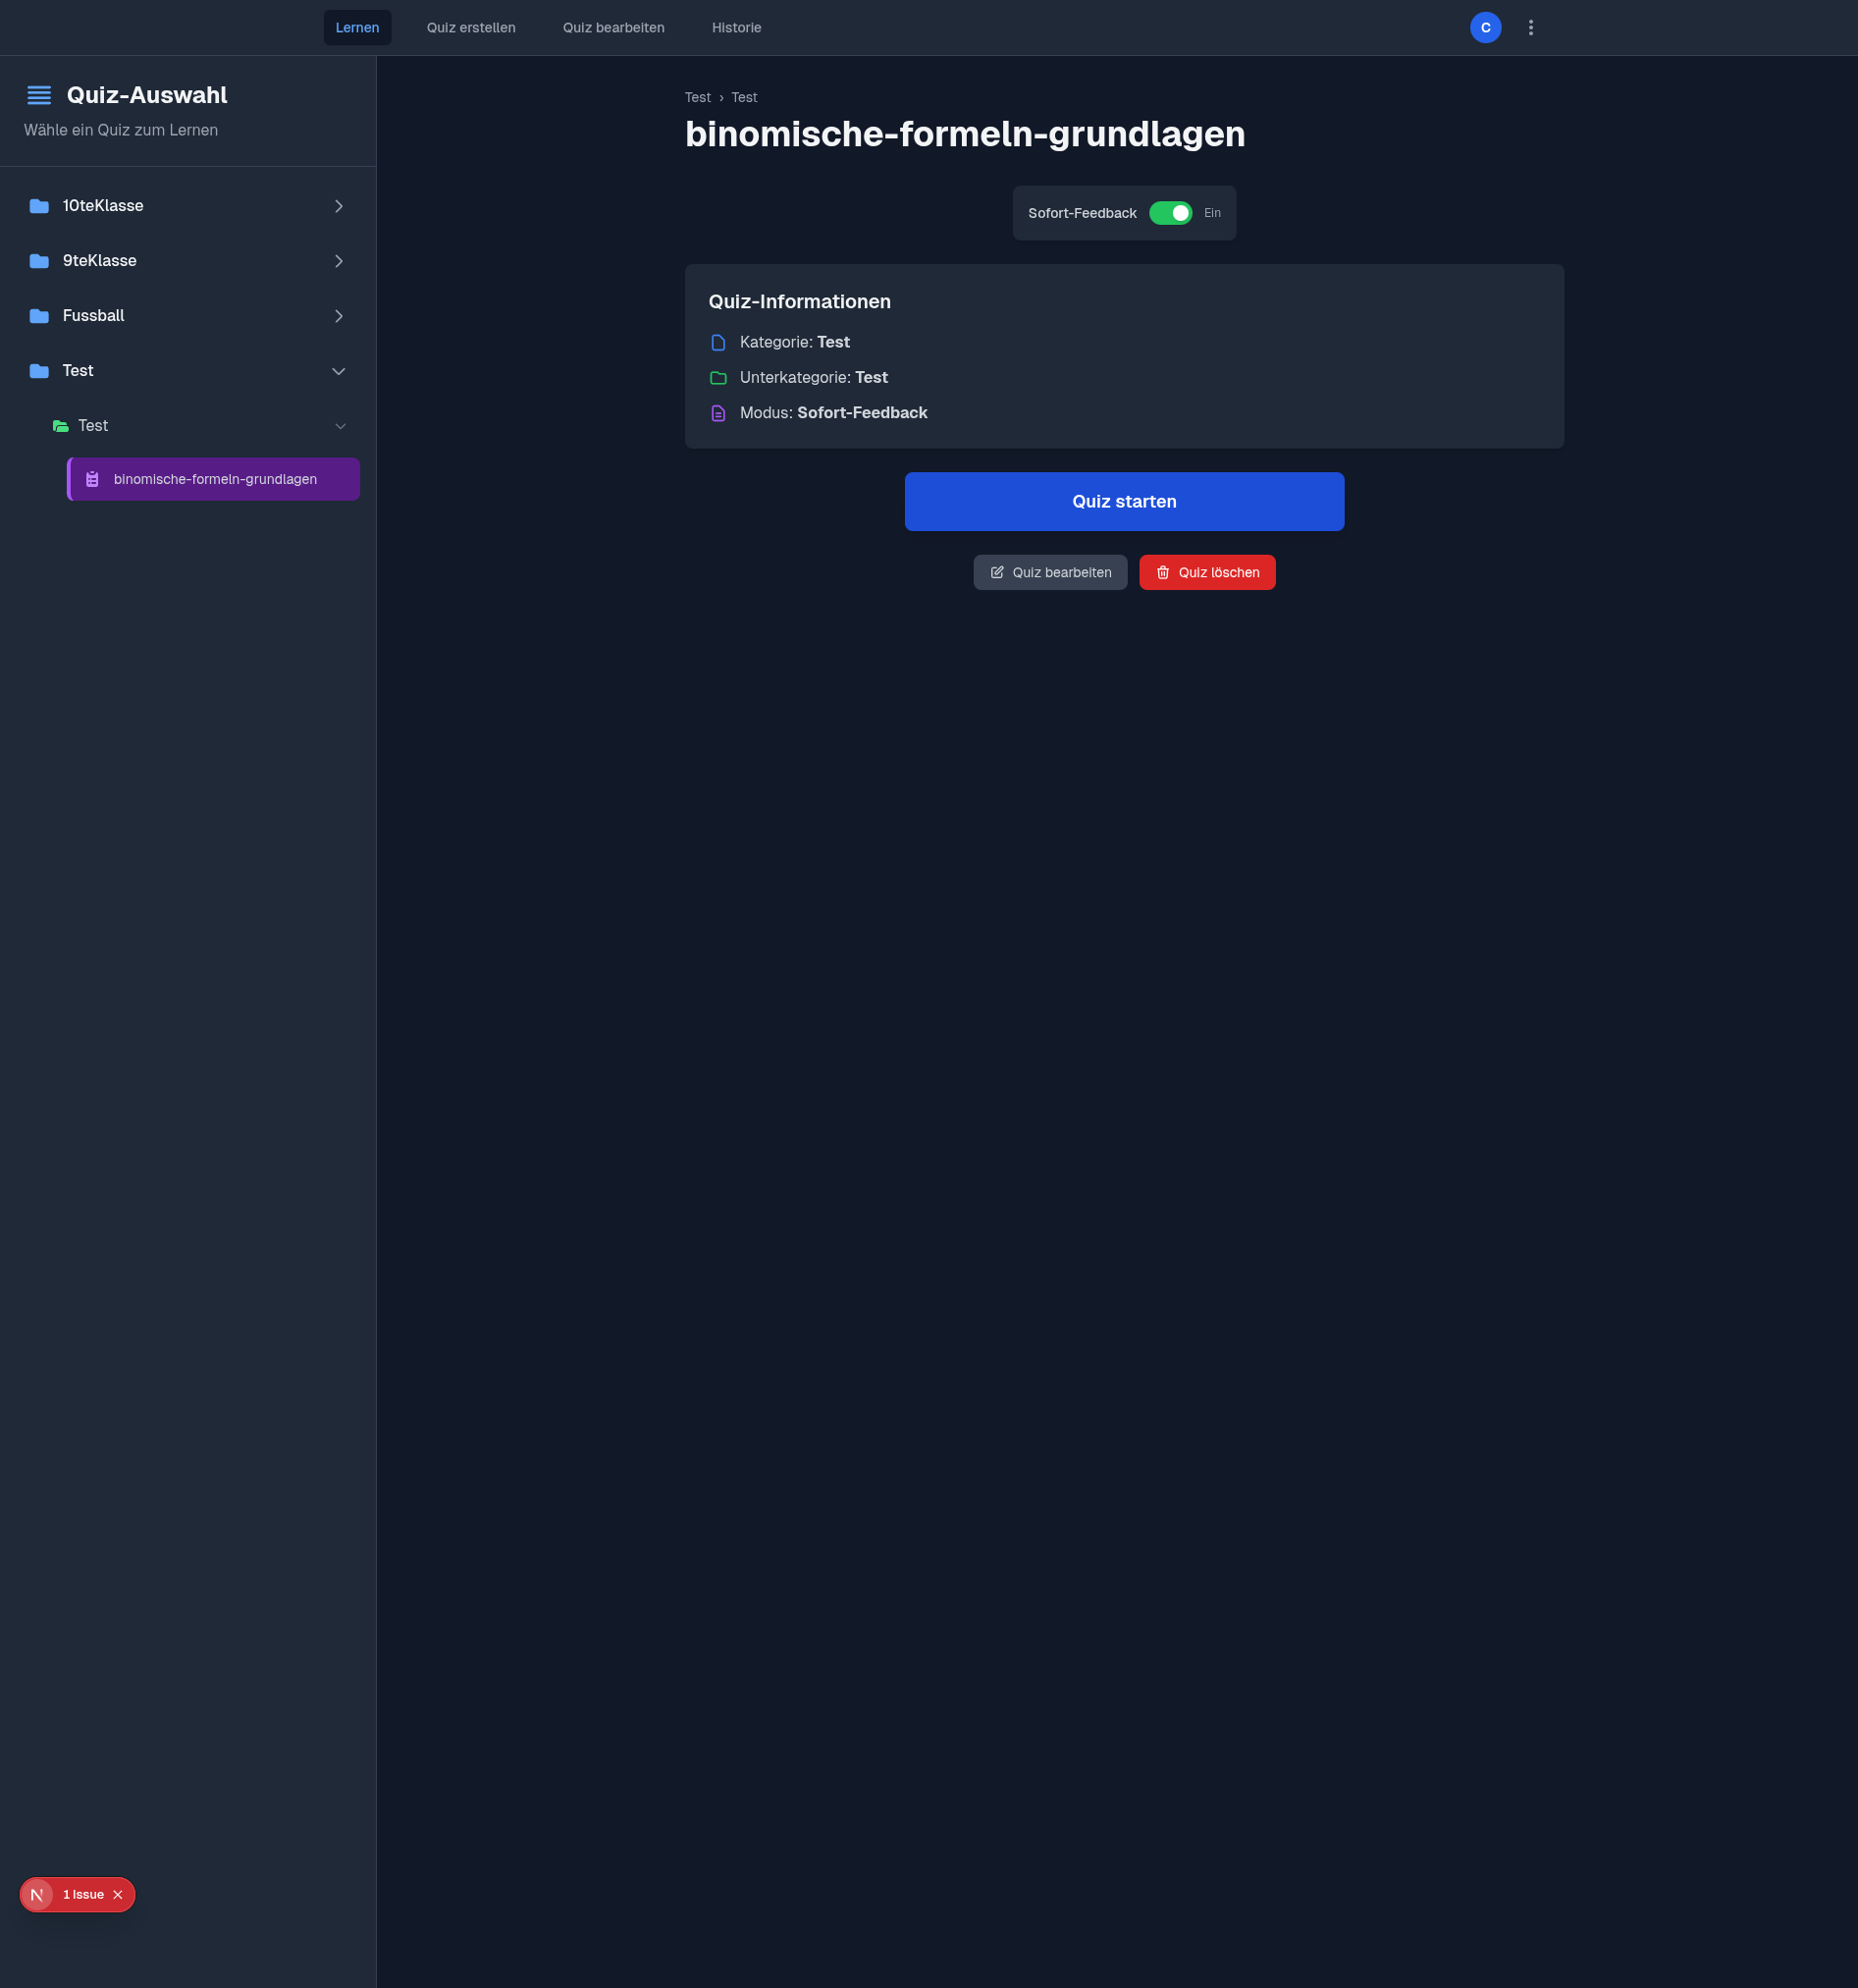 Lernen Quiz erstellen Quiz bearbeiten Historie C
Quiz-Auswahl
Wähle ein Quiz zum Lernen
10teKlasse
9teKlasse
Fussball
Test
Test
binomische-formeln-grundlagen
Test › Test
binomische-formeln-grundlagen
Sofort-Feedback Ein
Quiz-Informationen
Kategorie: Test
Unterkategorie: Test
Modus: Sofort-Feedback
Quiz starten
Quiz bearbeiten Quiz löschen
N 1 Issue